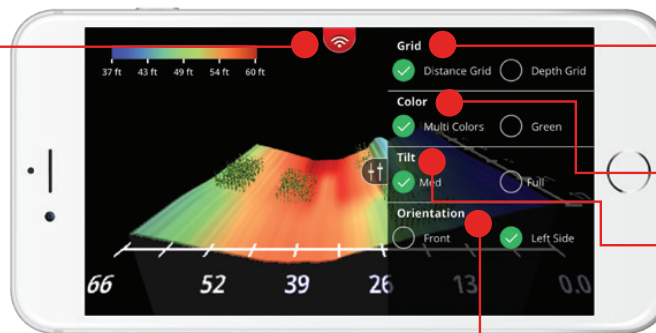 37 ft 43 ft 49 ft 54 ft 60 ft
Grid
Distance Grid Depth Grid
Color
Multi Colors Green
Tilt
Med Full
Orientation
Front Left Side
66 52 39 26 13 0.0